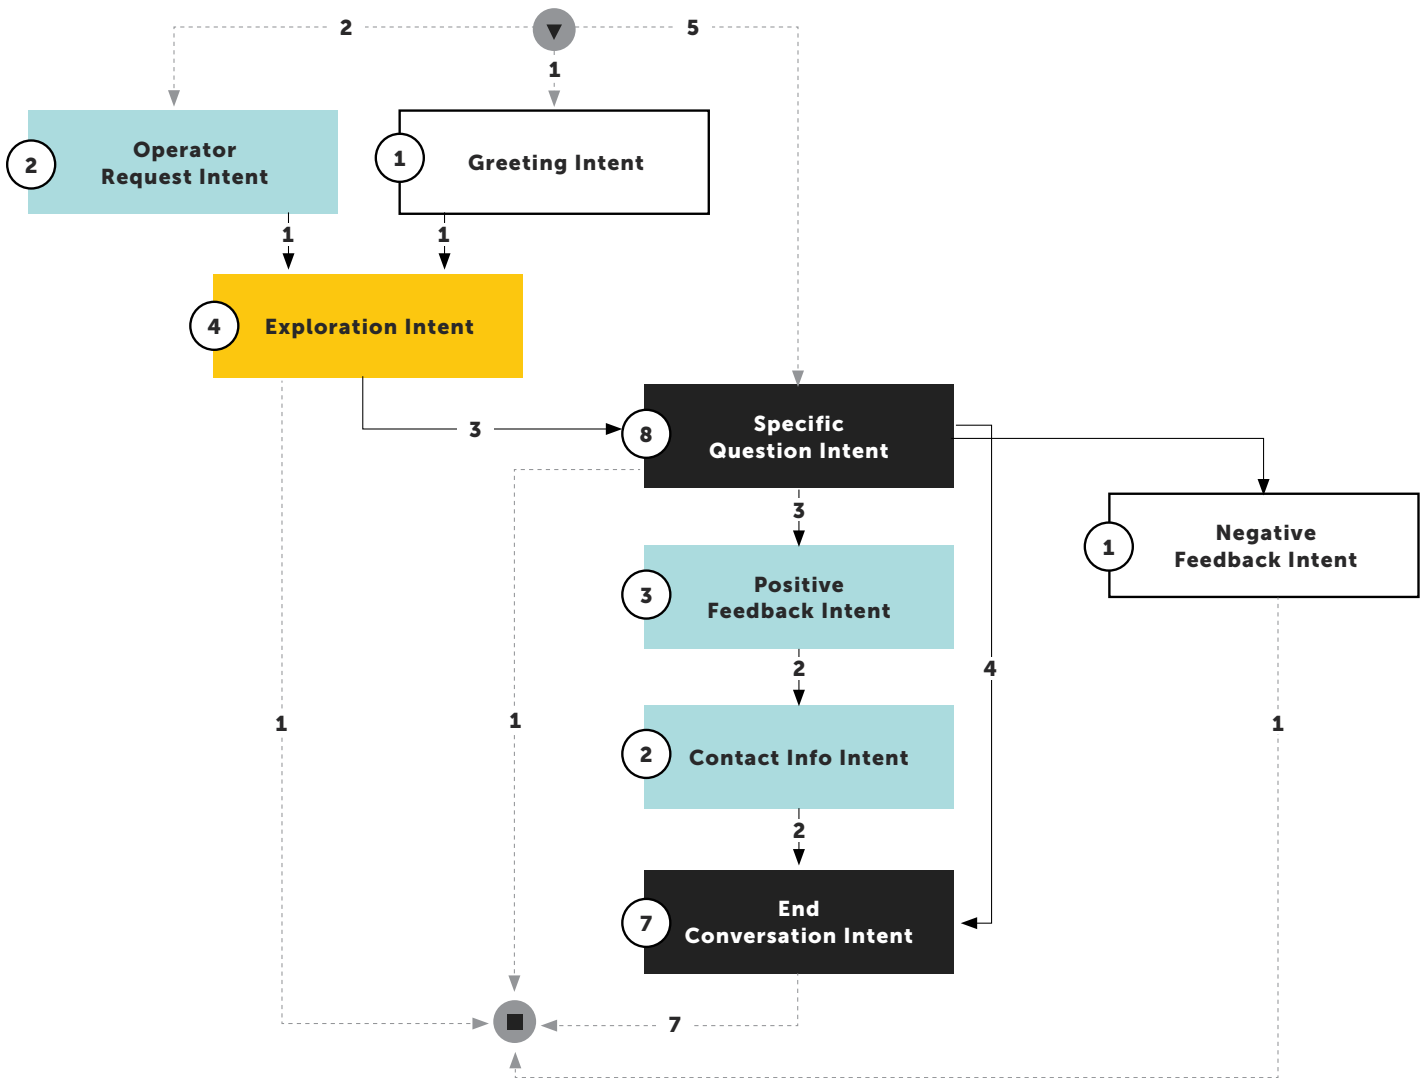 2
5
1
Operator
Request Intent
2
Greeting Intent
1
1
1
Exploration Intent
4
Specific
Question Intent
8
3
3
Negative
Feedback Intent
1
Positive
Feedback Intent
3
2
4
1
1
1
Contact Info Intent
2
2
End
Conversation Intent
7
7